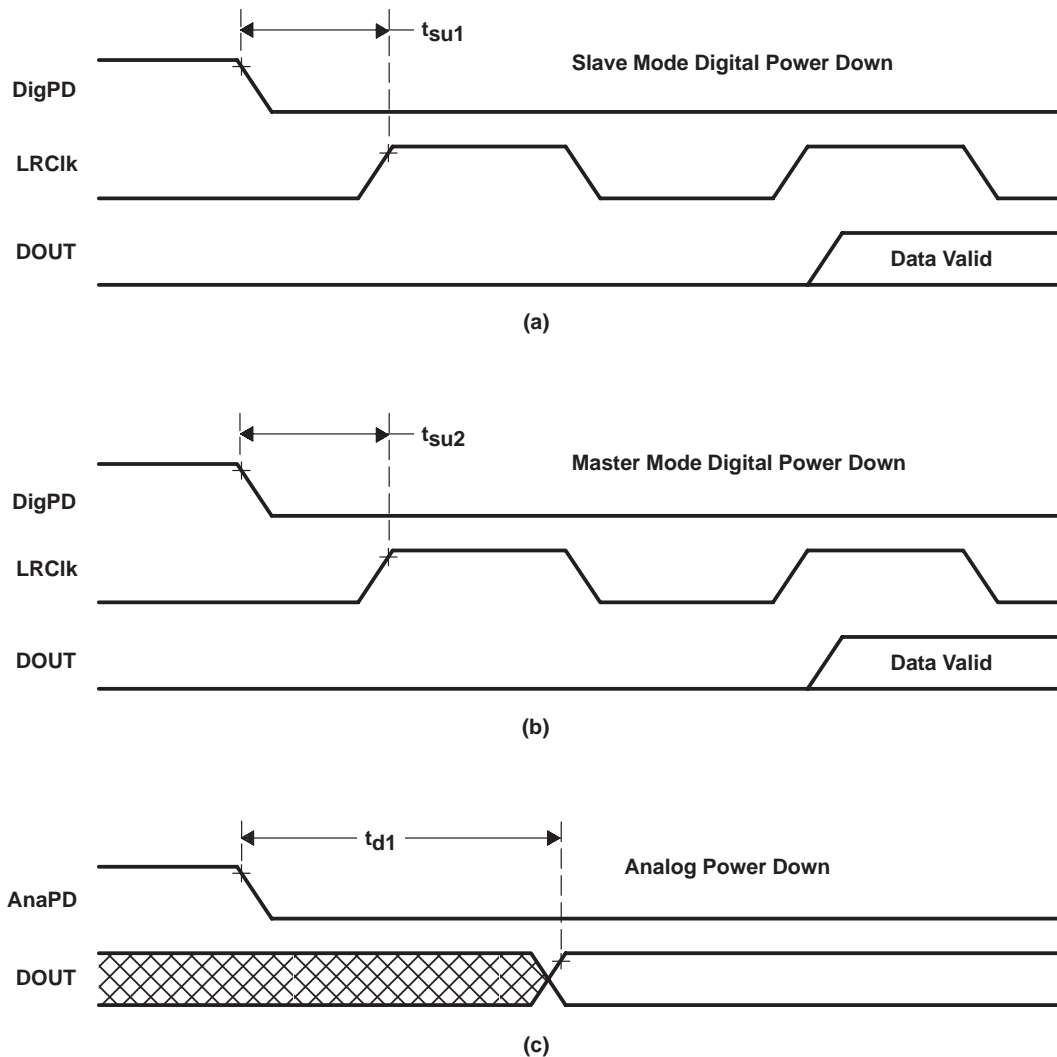 tsu1
Slave Mode Digital Power Down
DigPD
LRClk
DOUT
Data Valid
(a)
tsu2
Master Mode Digital Power Down
DigPD
LRClk
DOUT
Data Valid
(b)
td1
Analog Power Down
AnaPD
DOUT
(c)